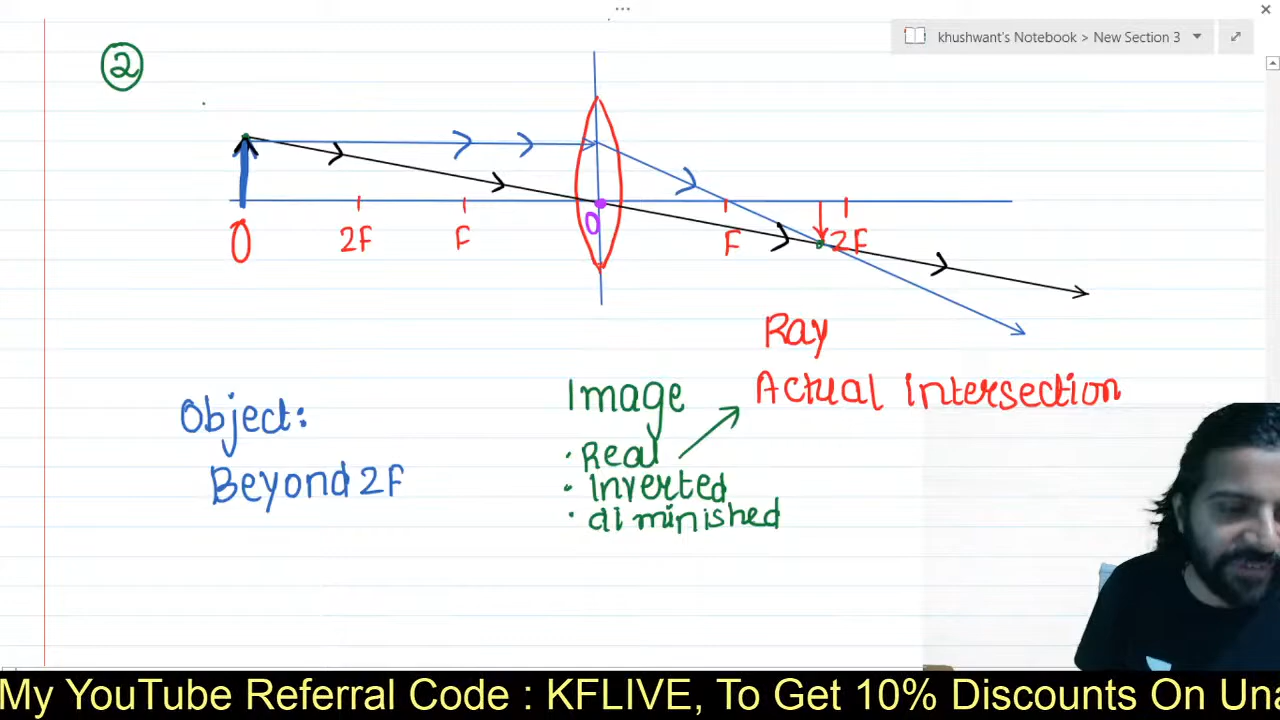 ...
khushwant's Notebook > New Section 3
2
O 2F F O F 2F
Ray
Actual intersection
Image
Object:
· Real
Beyond 2F
· Inverted
· diminished
My YouTube Referral Code : KFLIVE, To Get 10% Discounts On Una